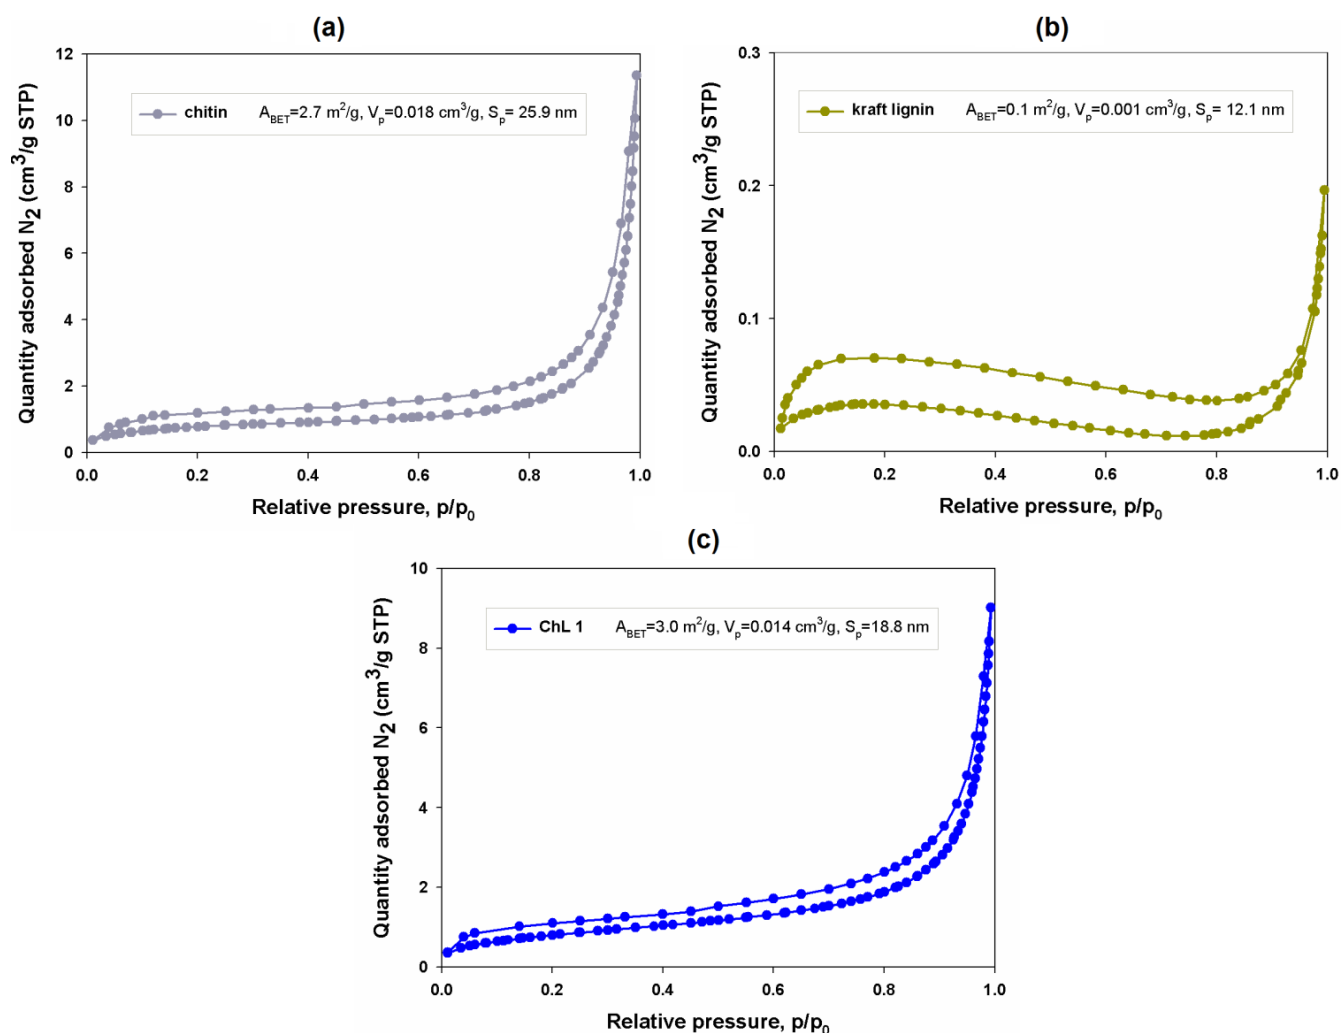 (a)
12
10
8
6
4
2
0
Quantity adsorbed N2 (cm3/g STP)
chitin ABET=2.7 m2/g, Vp=0.018 cm3/g, Sp= 25.9 nm
0.0 0.2 0.4 0.6 0.8 1.0
Relative pressure, p/p0
(b)
0.3
0.2
0.1
0.0
Quantity adsorbed N2 (cm3/g STP)
kraft lignin ABET=0.1 m2/g, Vp=0.001 cm3/g, Sp= 12.1 nm
0.0 0.2 0.4 0.6 0.8 1.0
Relative pressure, p/p0
(c)
10
8
6
4
2
0
Quantity adsorbed N2 (cm3/g STP)
ChL 1 ABET=3.0 m2/g, Vp=0.014 cm3/g, Sp=18.8 nm
0.0 0.2 0.4 0.6 0.8 1.0
Relative pressure, p/p0